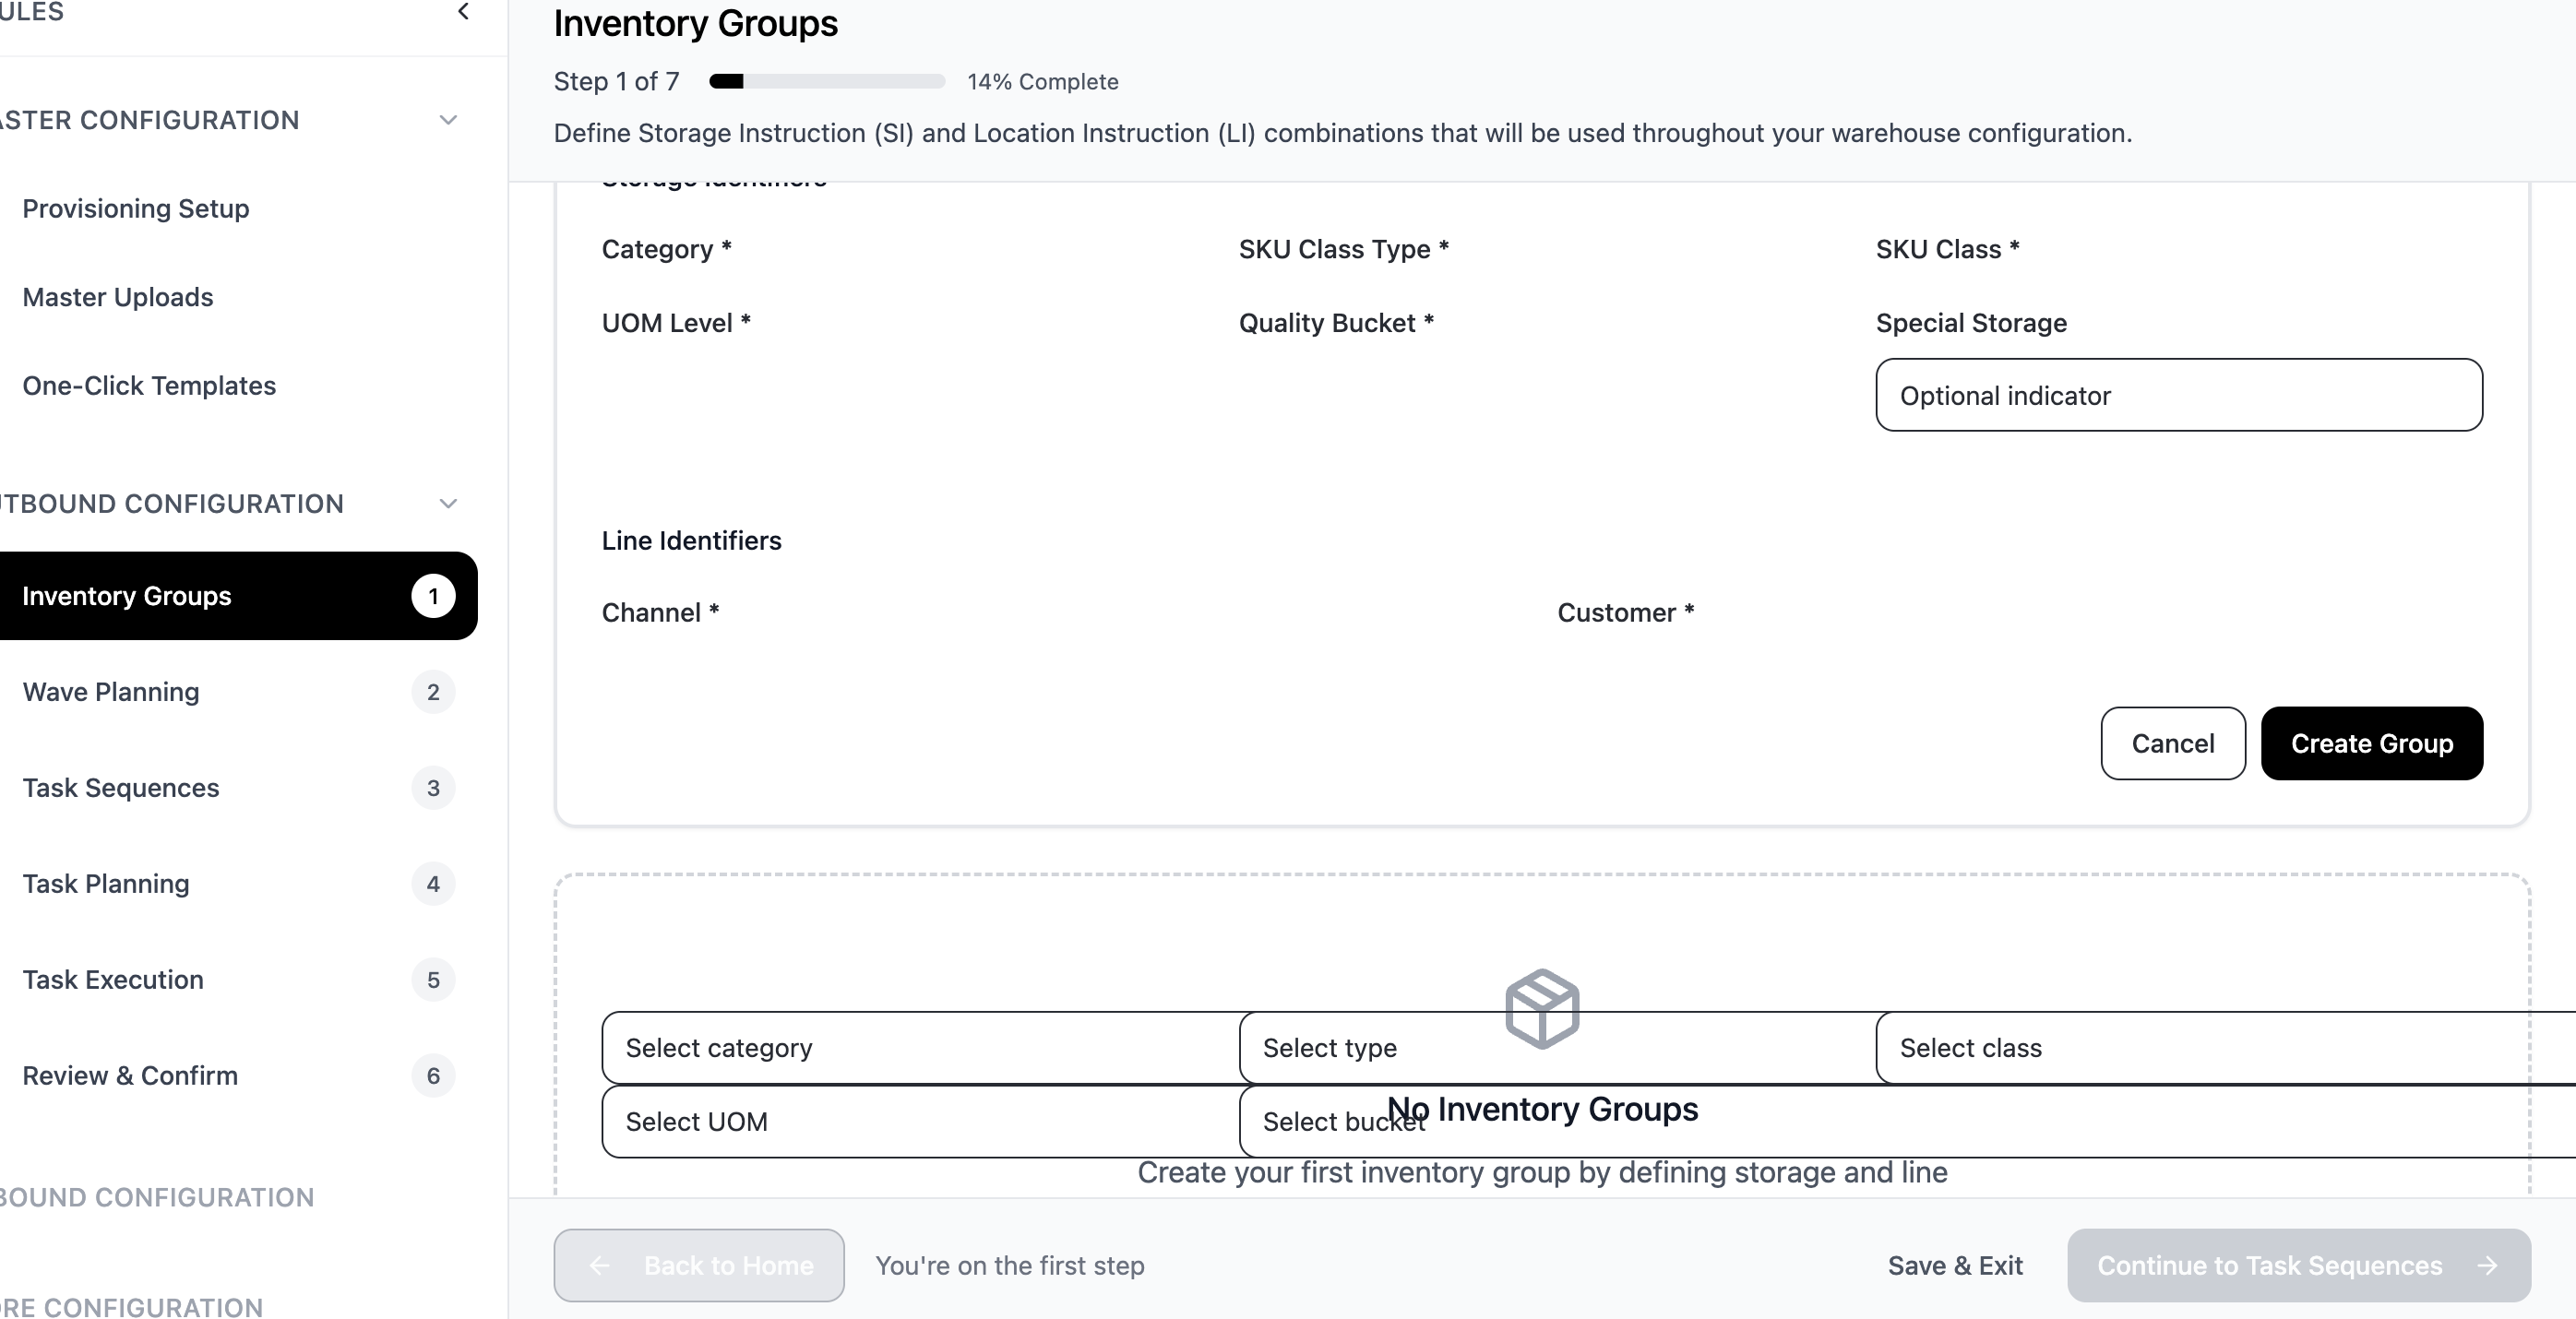 ULES
ASTER CONFIGURATION
Provisioning Setup
Master Uploads
One-Click Templates
UTBOUND CONFIGURATION
Inventory Groups 1
Wave Planning 2
Task Sequences 3
Task Planning 4
Task Execution 5
Review & Confirm 6
BOUND CONFIGURATION
ORE CONFIGURATION
Inventory Groups
Step 1 of 7 14% Complete
Define Storage Instruction (SI) and Location Instruction (LI) combinations that will be used throughout your warehouse configuration.
Storage Identifiers
Category * SKU Class Type * SKU Class *
UOM Level * Quality Bucket * Special Storage
Optional indicator
Line Identifiers
Channel * Customer *
Cancel Create Group
Select category Select type Select class
Select UOM Select bucket
No Inventory Groups
Create your first inventory group by defining storage and line
Back to Home You're on the first step Save & Exit Continue to Task Sequences